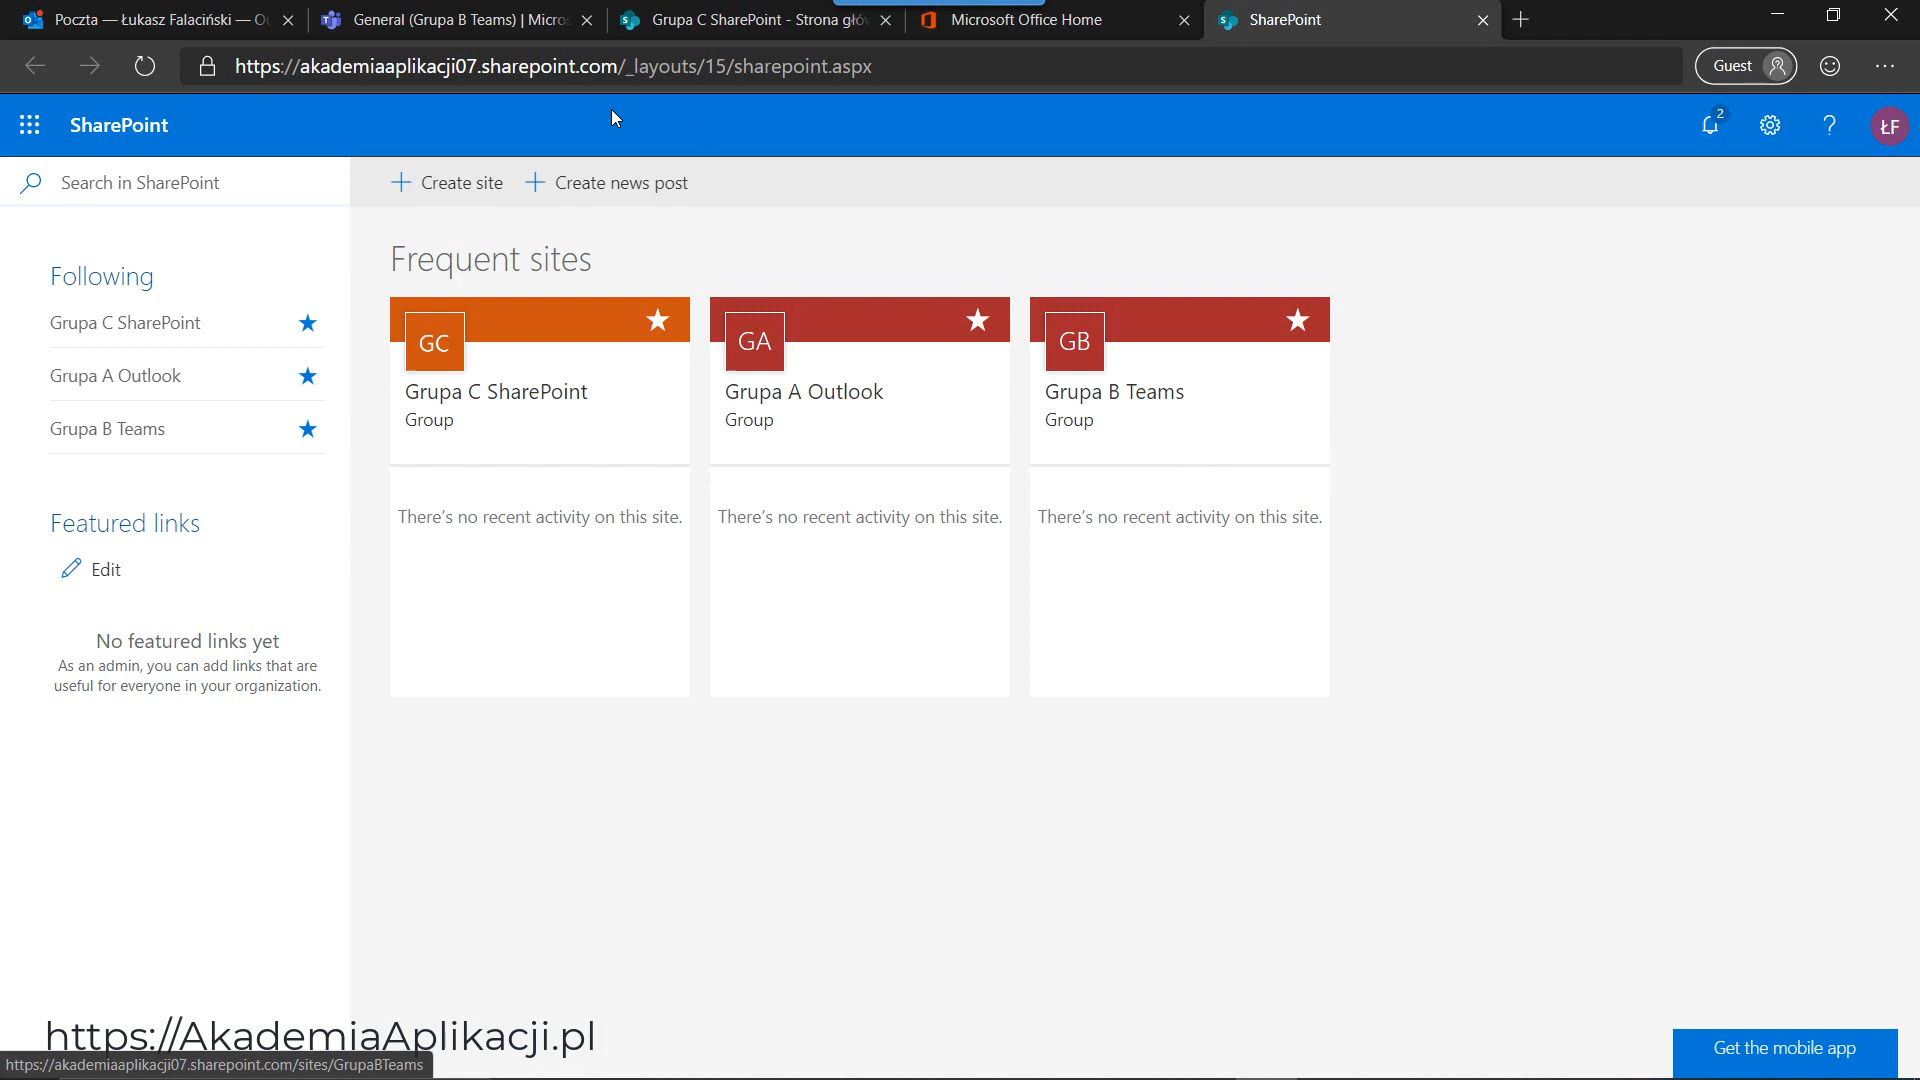 Poczta — Łukasz Falaciński — O
General (Grupa B Teams) | Micros
Grupa C SharePoint - Strona głów
Microsoft Office Home
SharePoint
https://akademiaaplikacji07.sharepoint.com/_layouts/15/sharepoint.aspx
Guest
SharePoint
2
?
ŁF
Search in SharePoint
Create site
Create news post
Following
Grupa C SharePoint
Grupa A Outlook
Grupa B Teams
Featured links
Edit
No featured links yet
As an admin, you can add links that are
useful for everyone in your organization.
Frequent sites
GC
Grupa C SharePoint
Group
There's no recent activity on this site.
GA
Grupa A Outlook
Group
There's no recent activity on this site.
GB
Grupa B Teams
Group
There's no recent activity on this site.
https://AkademiaAplikacji.pl
https://akademiaaplikacji07.sharepoint.com/sites/GrupaBTeams
Get the mobile app